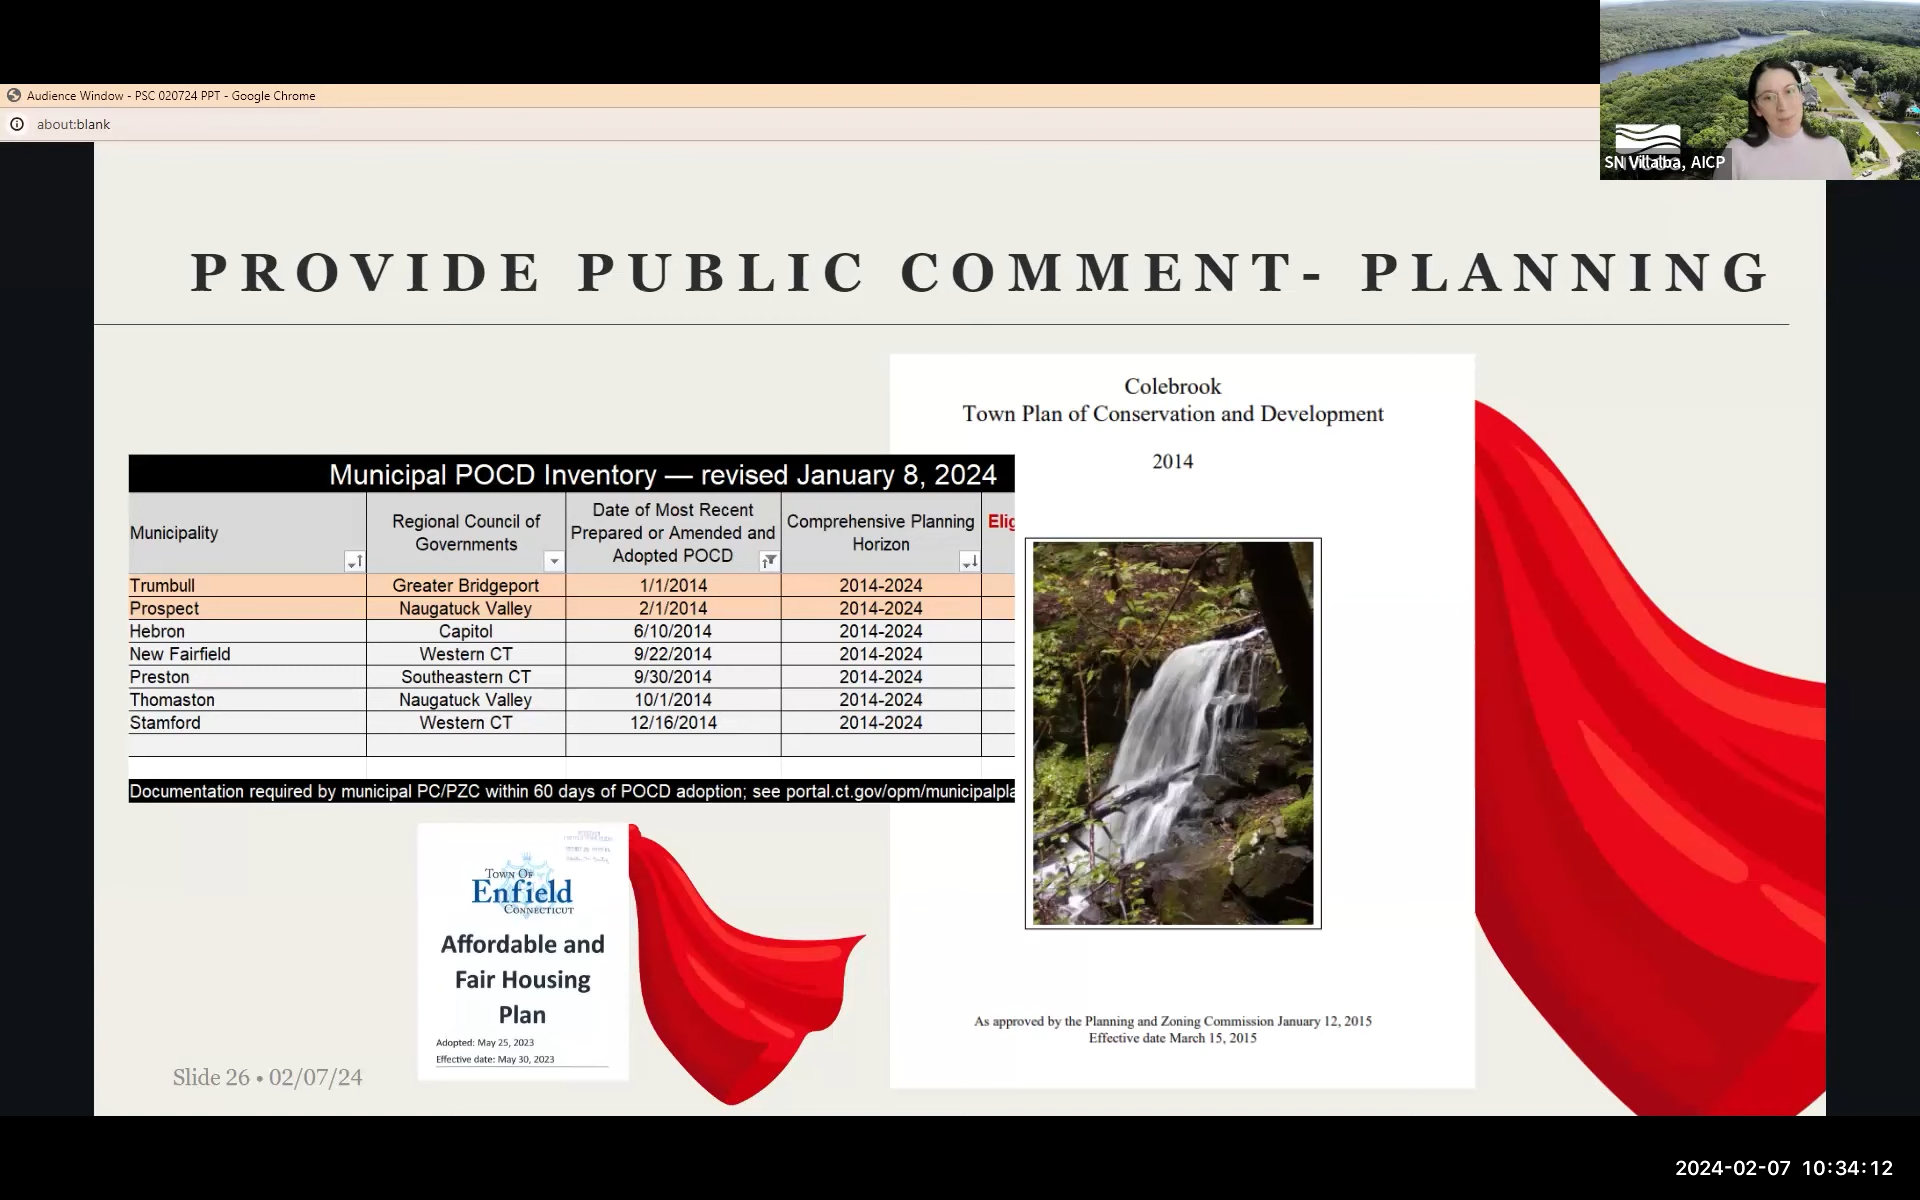 Audience Window - PSC 020724 PPT - Google Chrome
about:blank
SN Villalba, AICP
PROVIDE PUBLIC COMMENT- PLANNING
Municipal POCD Inventory — revised January 8, 2024
Municipality
Regional Council of
Governments
Date of Most Recent
Prepared or Amended and
Adopted POCD
Comprehensive Planning
Horizon
Elig
Trumbull Greater Bridgeport 1/1/2014 2014-2024
Prospect Naugatuck Valley 2/1/2014 2014-2024
Hebron Capitol 6/10/2014 2014-2024
New Fairfield Western CT 9/22/2014 2014-2024
Preston Southeastern CT 9/30/2014 2014-2024
Thomaston Naugatuck Valley 10/1/2014 2014-2024
Stamford Western CT 12/16/2014 2014-2024
Documentation required by municipal PC/PZC within 60 days of POCD adoption; see portal.ct.gov/opm/municipalpla
Colebrook
Town Plan of Conservation and Development
2014
As approved by the Planning and Zoning Commission January 12, 2015
Effective date March 15, 2015
TOWN OF
Enfield
CONNECTICUT
Affordable and
Fair Housing
Plan
Adopted: May 25, 2023
Effective date: May 30, 2023
Slide 26 • 02/07/24
2024-02-07 10:34:12